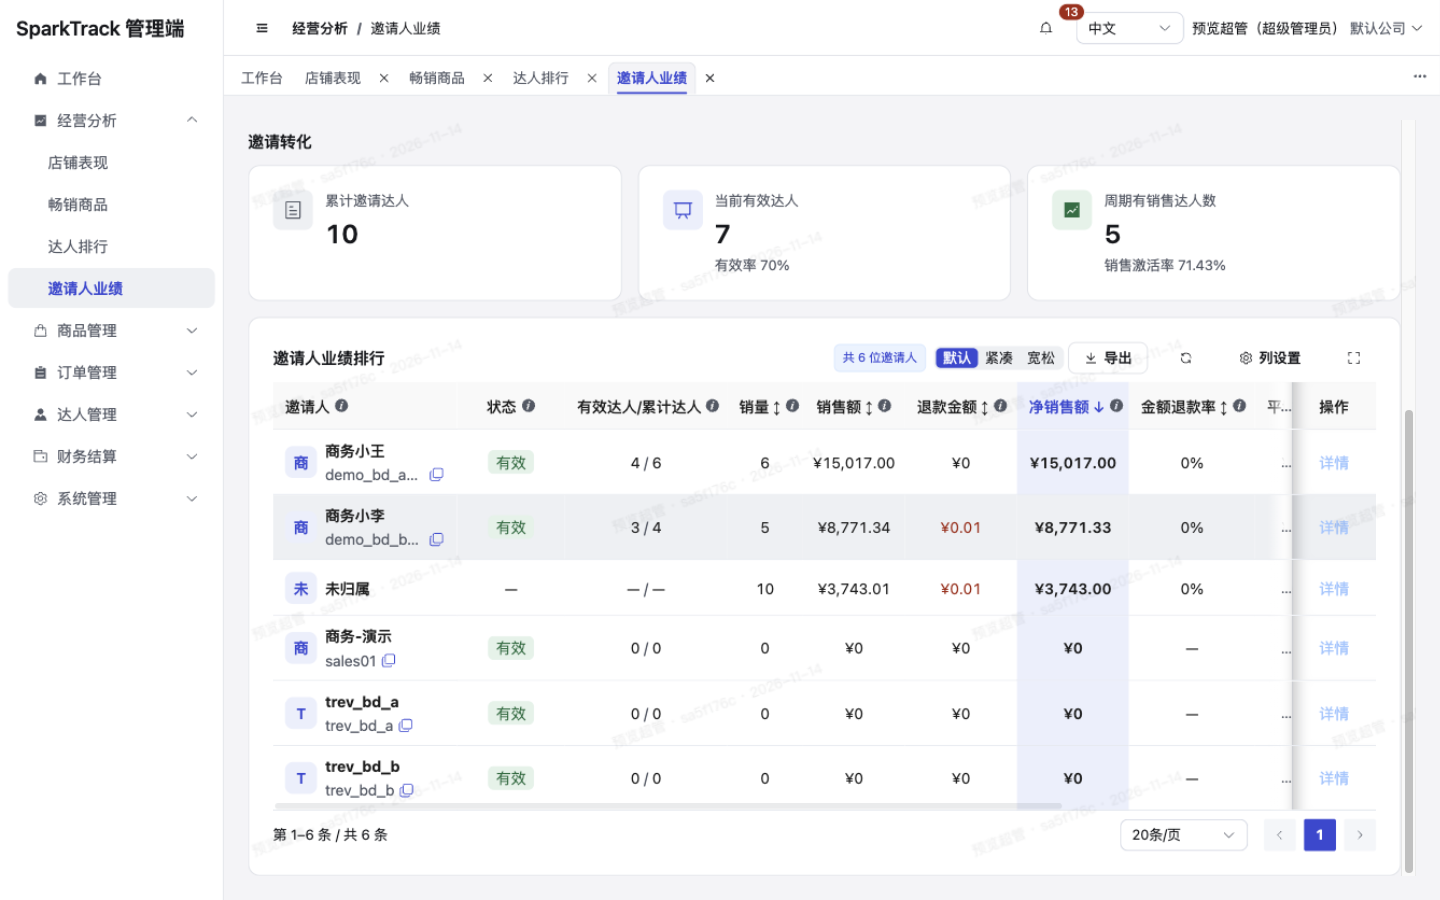 SparkTrack 管理端
工作台
经营分析
店铺表现
畅销商品
达人排行
邀请人业绩
商品管理
订单管理
达人管理
财务结算
系统管理
经营分析 / 邀请人业绩
13
中文
预览超管（超级管理员）
默认公司
工作台 店铺表现 畅销商品 达人排行 邀请人业绩
邀请转化
累计邀请达人
10
当前有效达人
7
有效率 70%
周期有销售达人数
5
销售激活率 71.43%
邀请人业绩排行
共 6 位邀请人
默认 紧凑 宽松
导出
列设置
邀请人 状态 有效达人/累计达人 销量 销售额 退款金额 净销售额 金额退款率 平... 操作
商 商务小王
demo_bd_a...
有效 4 / 6 6 ¥15,017.00 ¥0 ¥15,017.00 0% ... 详情
商 商务小李
demo_bd_b...
有效 3 / 4 5 ¥8,771.34 ¥0.01 ¥8,771.33 0% ... 详情
未 未归属 — — / — 10 ¥3,743.01 ¥0.01 ¥3,743.00 0% ... 详情
商 商务-演示
sales01
有效 0 / 0 0 ¥0 ¥0 ¥0 — ... 详情
T trev_bd_a
trev_bd_a
有效 0 / 0 0 ¥0 ¥0 ¥0 — ... 详情
T trev_bd_b
trev_bd_b
有效 0 / 0 0 ¥0 ¥0 ¥0 — ... 详情
第 1–6 条 / 共 6 条
20条/页
1
预览超管 · sa5f176c · 2026-11-14